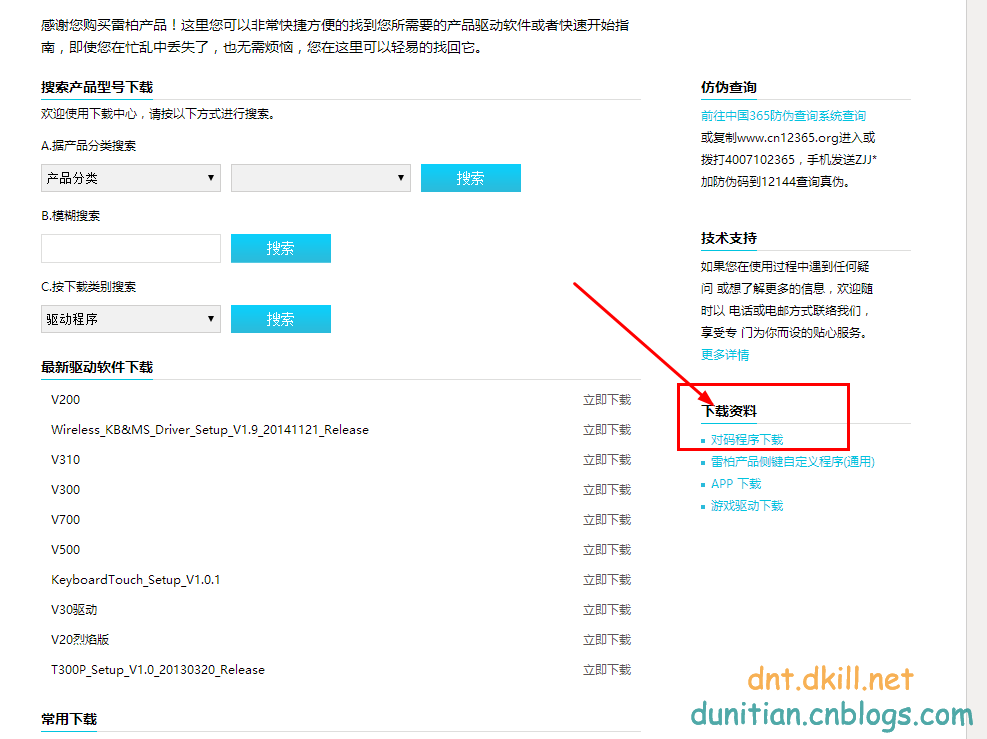 感谢您购买雷柏产品！这里您可以非常快捷方便的找到您所需要的产品驱动软件或者快速开始指
南，即使您在忙乱中丢失了，也无需烦恼，您在这里可以轻易的找回它。
搜索产品型号下载
欢迎使用下载中心，请按以下方式进行搜索。
A.据产品分类搜索
产品分类
搜索
B.模糊搜索
搜索
C.按下载类别搜索
驱动程序
搜索
最新驱动软件下载
V200 立即下载
Wireless_KB&MS_Driver_Setup_V1.9_20141121_Release 立即下载
V310 立即下载
V300 立即下载
V700 立即下载
V500 立即下载
KeyboardTouch_Setup_V1.0.1 立即下载
V30驱动 立即下载
V20烈焰版 立即下载
T300P_Setup_V1.0_20130320_Release 立即下载
常用下载
仿伪查询
前往中国365防伪查询系统查询
或复制www.cn12365.org进入或
拨打4007102365，手机发送ZJJ*
加防伪码到12144查询真伪。
技术支持
如果您在使用过程中遇到任何疑
问 或想了解更多的信息，欢迎随
时以 电话或电邮方式联络我们，
享受专 门为你而设的贴心服务。
更多详情
下载资料
对码程序下载
雷柏产品侧键自定义程序(通用)
APP 下载
游戏驱动下载
dnt.dkill.net
dunitian.cnblogs.com